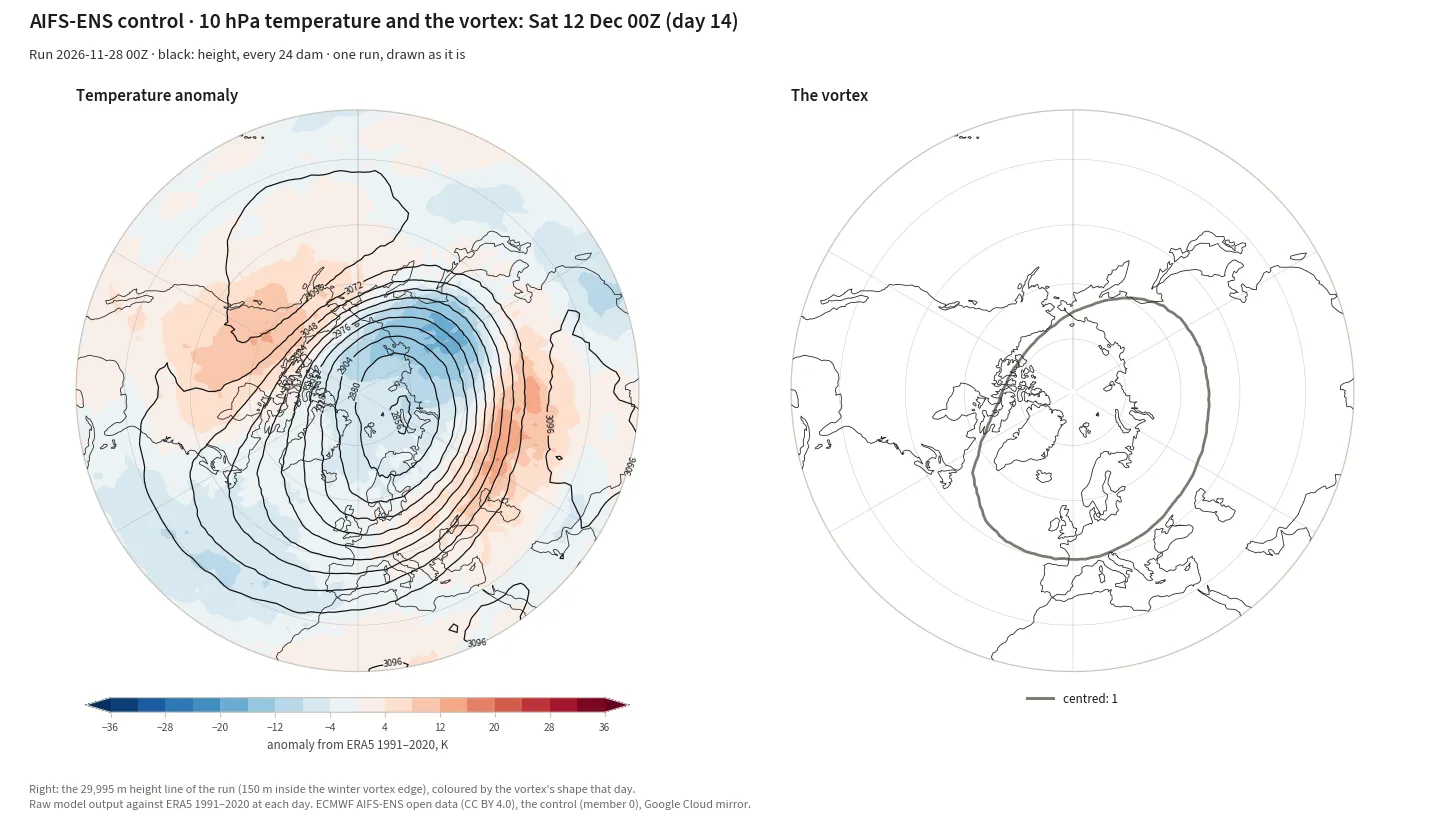 AIFS-ENS control · 10 hPa temperature and the vortex: Sat 12 Dec 00Z (day 14)
Run 2026-11-28 00Z · black: height, every 24 dam · one run, drawn as it is
Temperature anomaly
The vortex
3072
3048
2976
2904
2880
3096
3096
3096
3096
−36 −28 −20 −12 −4 4 12 20 28 36
anomaly from ERA5 1991–2020, K
centred: 1
Right: the 29,995 m height line of the run (150 m inside the winter vortex edge), coloured by the vortex's shape that day.
Raw model output against ERA5 1991–2020 at each day. ECMWF AIFS-ENS open data (CC BY 4.0), the control (member 0), Google Cloud mirror.